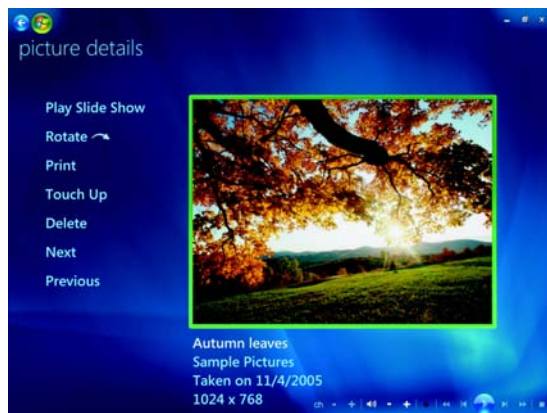 picture details
Play Slide Show
Rotate
Print
Touch Up
Delete
Next
Previous
Autumn leaves
Sample Pictures
Taken on 11/4/2005
1024 x 768
ch - +
- +